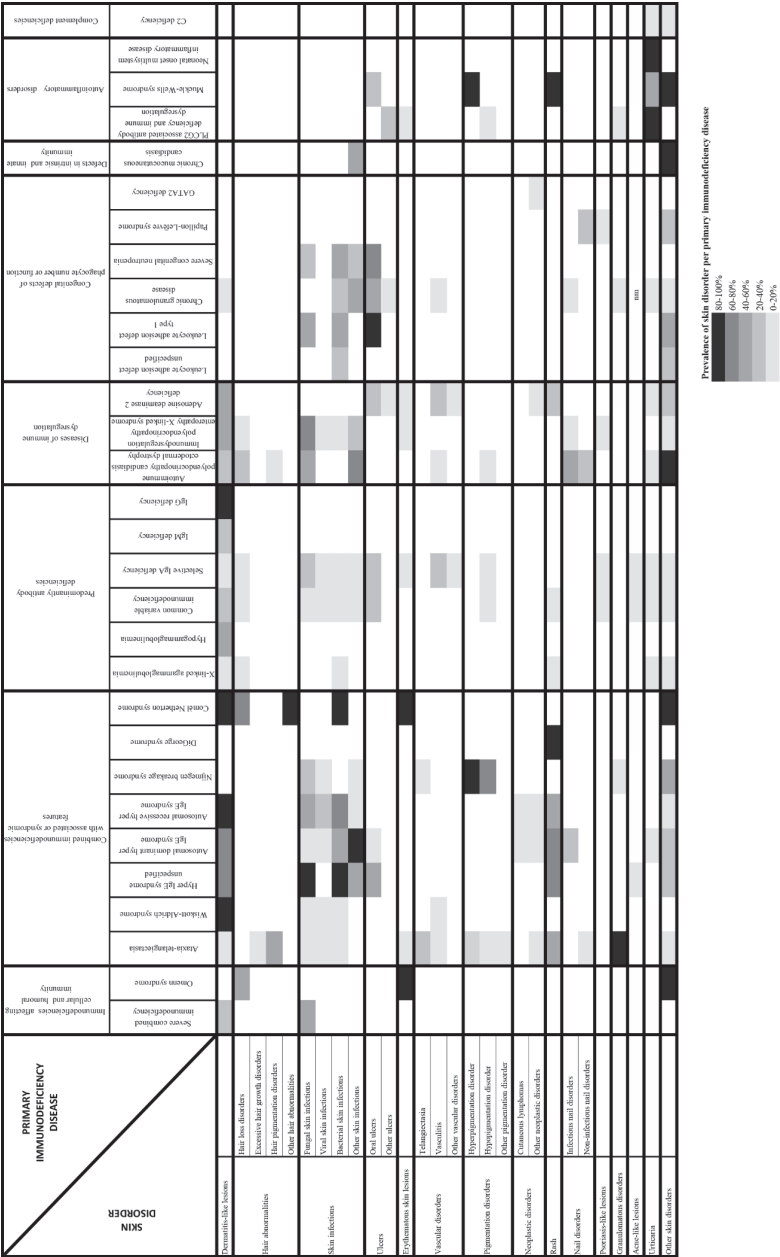 PRIMARY
IMMUNODEFICIENCY
DISEASE
SKIN
DISORDER
Immunodeficiencies affecting
cellular and humoral
immunity
Severe combined
immunodeficiency
Omenn syndrome
Combined immunodeficiencies
with associated or syndromic
features
Ataxia-telangiectasia
Wiskott-Aldrich syndrome
Hyper IgE syndrome
unspecified
Autosomal dominant hyper
IgE syndrome
Autosomal recessive hyper
IgE syndrome
Nijmegen breakage syndrome
DiGeorge syndrome
Comèl Netherton syndrome
Predominantly antibody
deficiencies
X-linked agammaglobulinemia
Hypogammaglobulinemia
Common variable
immunodeficiency
Selective IgA deficiency
IgM deficiency
IgG deficiency
Diseases of immune
dysregulation
Autoimmune
polyendocrinopathy candidiasis
ectodermal dystrophy
Immunodysregulation
polyendocrinopathy
enteropathy X-linked syndrome
Adenosine deaminase 2
deficiency
Congenital defects of
phagocyte number or function
Leukocyte adhesion defect
unspecified
Leukocyte adhesion defect
type 1
Chronic granulomatous
disease
Severe congenital neutropenia
Papillon-Lefèvre syndrome
GATA2 deficiency
Defects in intrinsic and innate
immunity
Chronic mucocutaneous
candidiasis
Autoinflammatory disorders
PLCG2 associated antibody
deficiency and immune
dysregulation
Muckle-Wells syndrome
Neonatal onset multisystem
inflammatory disease
Complement deficiencies
C2 deficiency
Dermatitis-like lesions
Hair abnormalities
Hair loss disorders
Excessive hair growth disorders
Hair pigmentation disorders
Other hair abnormalities
Skin infections
Fungal skin infections
Viral skin infections
Bacterial skin infections
Other skin infections
Ulcers
Oral ulcers
Other ulcers
Erythematous skin lesions
Vascular disorders
Telangiectasia
Vasculitis
Other vascular disorders
Pigmentation disorders
Hyperpigmentation disorder
Hypopigmentation disorder
Other pigmentation disorder
Neoplastic disorders
Cutaneous lymphomas
Other neoplastic disorders
Rash
Nail disorders
Infectious nail disorders
Non-infectious nail disorders
Psoriasis-like lesions
Granulomatous disorders
Acne-like lesions
nm
Urticaria
Other skin disorders
Prevalence of skin disorder per primary immunodeficiency disease
80-100%
60-80%
40-60%
20-40%
0-20%